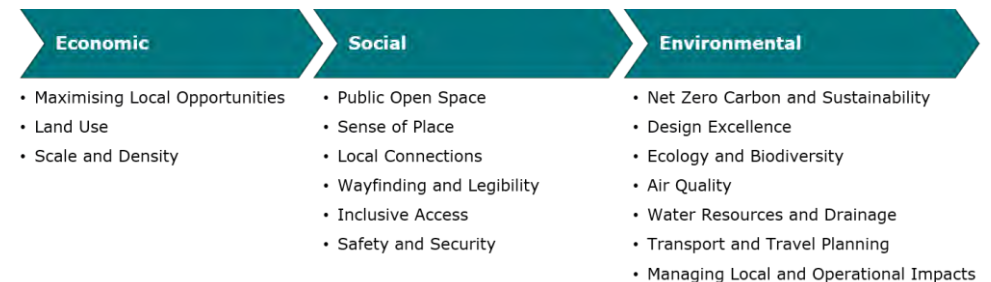 Economic
• Maximising Local Opportunities
• Land Use
• Scale and Density
Social
• Public Open Space
• Sense of Place
• Local Connections
• Wayfinding and Legibility
• Inclusive Access
• Safety and Security
Environmental
• Net Zero Carbon and Sustainability
• Design Excellence
• Ecology and Biodiversity
• Air Quality
• Water Resources and Drainage
• Transport and Travel Planning
• Managing Local and Operational Impacts